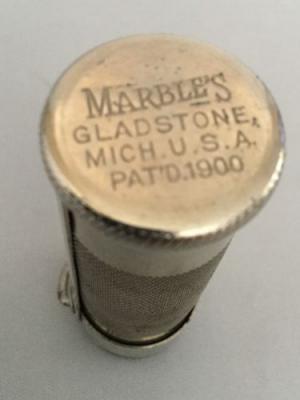 MARBLE'S
GLADSTONE,
MICH. U.S.A.
PAT'D.1900